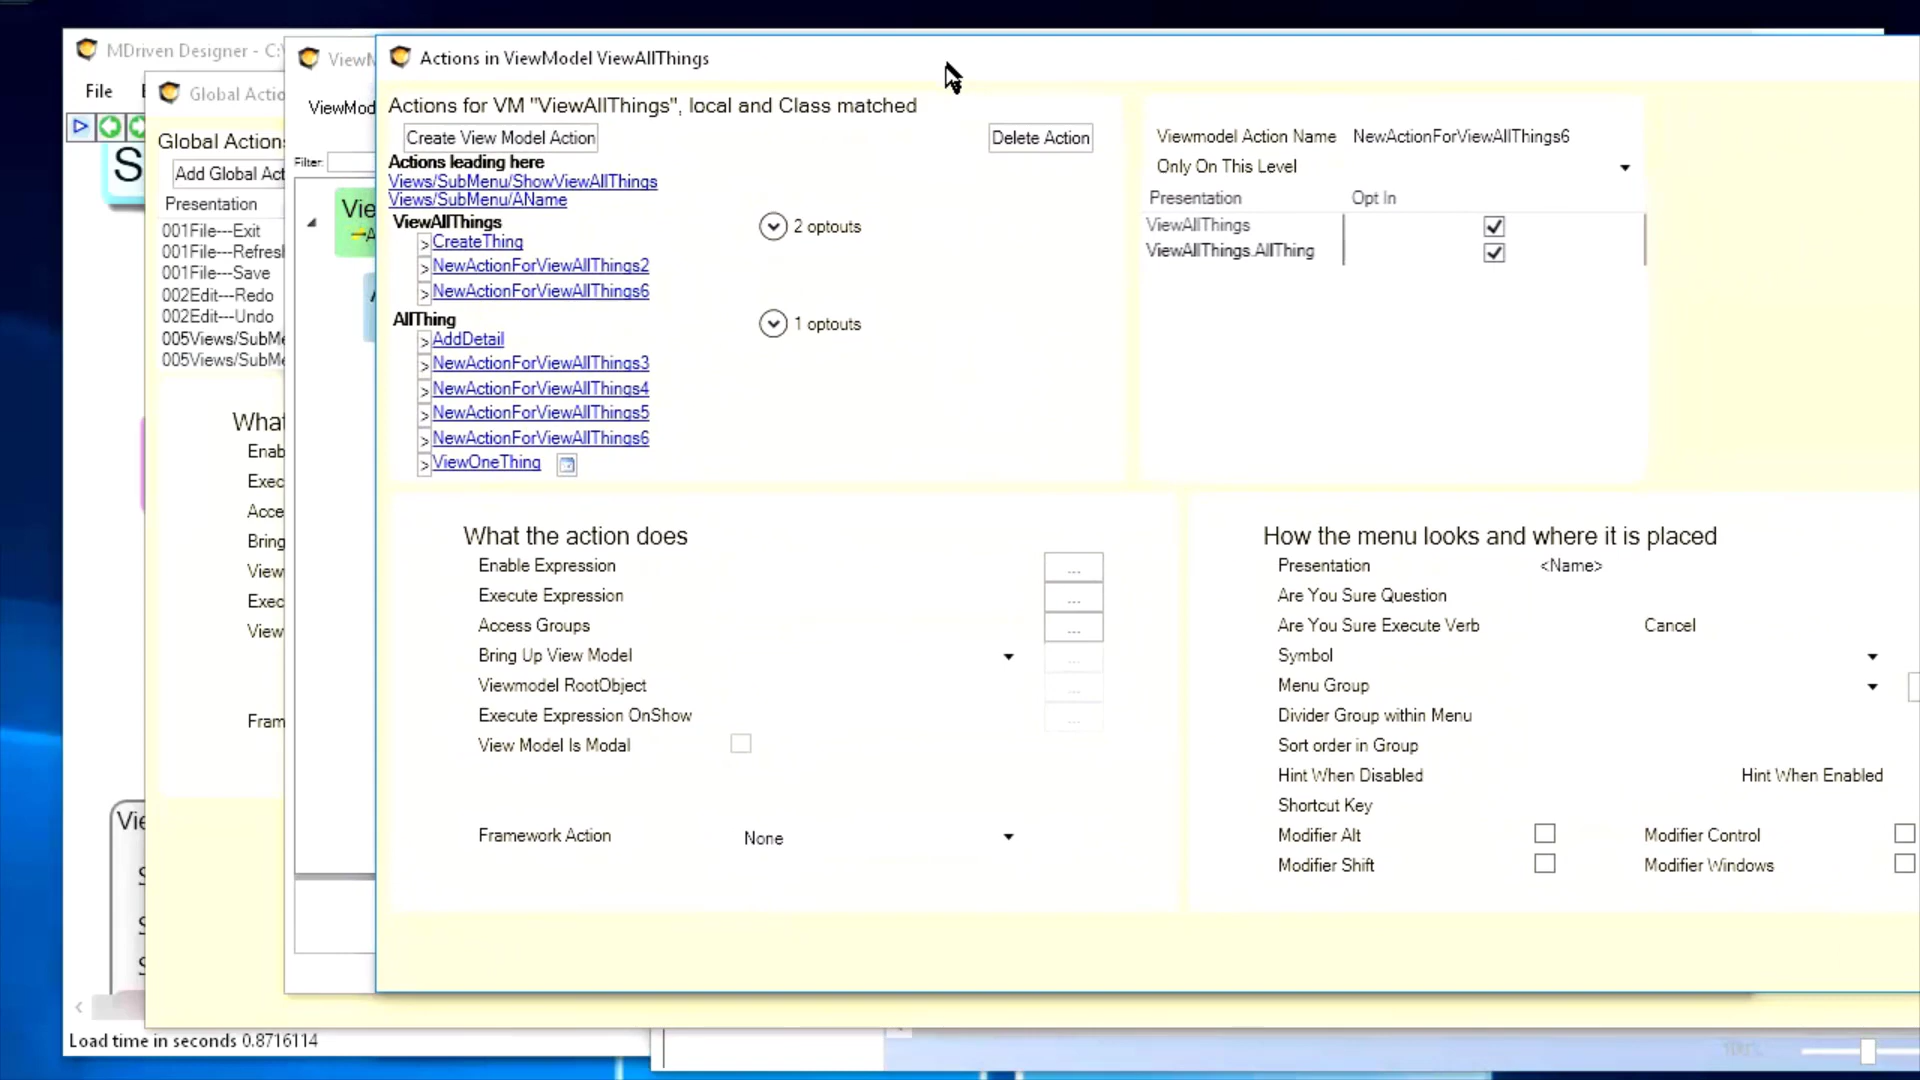 MDriven Designer - C:\
File
Global Actio
Global Actions
Add Global Act
Presentation
001File---Exit
001File---Refresh
001File---Save
002Edit---Redo
002Edit---Undo
005Views/SubMe
005Views/SubMe
What
Enab
Exec
Acce
Bring
View
Exec
View
Fram
ViewM
ViewMod
Filter:
Vie
Actions in ViewModel ViewAllThings
Actions for VM "ViewAllThings", local and Class matched
Create View Model Action
Delete Action
Actions leading here
Views/SubMenu/ShowViewAllThings
Views/SubMenu/AName
ViewAllThings
2 optouts
> CreateThing
> NewActionForViewAllThings2
> NewActionForViewAllThings6
AllThing
1 optouts
> AddDetail
> NewActionForViewAllThings3
> NewActionForViewAllThings4
> NewActionForViewAllThings5
> NewActionForViewAllThings6
> ViewOneThing
Viewmodel Action Name NewActionForViewAllThings6
Only On This Level
Presentation Opt In
ViewAllThings
ViewAllThings.AllThing
What the action does
Enable Expression ...
Execute Expression ...
Access Groups ...
Bring Up View Model ...
Viewmodel RootObject ...
Execute Expression OnShow ...
View Model Is Modal
Framework Action None
How the menu looks and where it is placed
Presentation <Name>
Are You Sure Question
Are You Sure Execute Verb Cancel
Symbol
Menu Group
Divider Group within Menu
Sort order in Group
Hint When Disabled Hint When Enabled
Shortcut Key
Modifier Alt Modifier Control
Modifier Shift Modifier Windows
Vie
Load time in seconds 0.8716114
100%